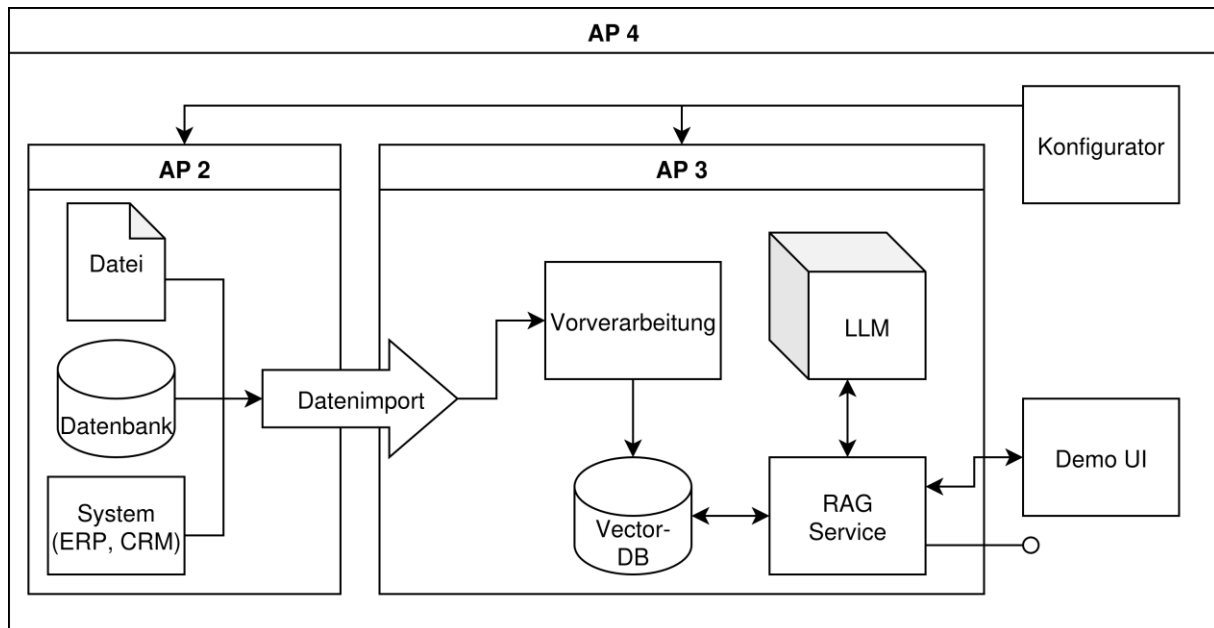 AP 4
Konfigurator
AP 2
AP 3
Datei
Datenbank
System
(ERP, CRM)
Datenimport
Vorverarbeitung
LLM
Vector-
DB
RAG
Service
Demo UI